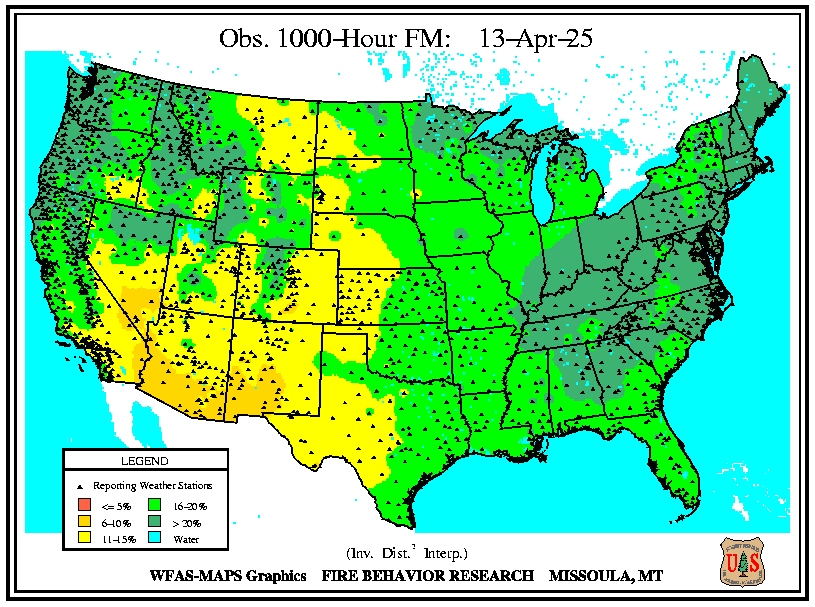 Obs. 1000-Hour FM: 13-Apr-25
LEGEND
Reporting Weather Stations
<= 5% 16-20%
6-10% > 20%
11-15% Water
(Inv. Dist.² Interp.)
WFAS-MAPS Graphics FIRE BEHAVIOR RESEARCH MISSOULA, MT
U S